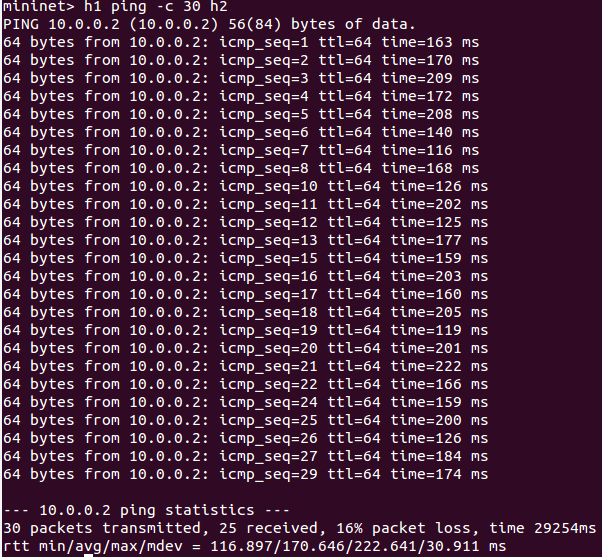 mininet> h1 ping -c 30 h2
PING 10.0.0.2 (10.0.0.2) 56(84) bytes of data.
64 bytes from 10.0.0.2: icmp_seq=1 ttl=64 time=163 ms
64 bytes from 10.0.0.2: icmp_seq=2 ttl=64 time=170 ms
64 bytes from 10.0.0.2: icmp_seq=3 ttl=64 time=209 ms
64 bytes from 10.0.0.2: icmp_seq=4 ttl=64 time=172 ms
64 bytes from 10.0.0.2: icmp_seq=5 ttl=64 time=208 ms
64 bytes from 10.0.0.2: icmp_seq=6 ttl=64 time=140 ms
64 bytes from 10.0.0.2: icmp_seq=7 ttl=64 time=116 ms
64 bytes from 10.0.0.2: icmp_seq=8 ttl=64 time=168 ms
64 bytes from 10.0.0.2: icmp_seq=10 ttl=64 time=126 ms
64 bytes from 10.0.0.2: icmp_seq=11 ttl=64 time=202 ms
64 bytes from 10.0.0.2: icmp_seq=12 ttl=64 time=125 ms
64 bytes from 10.0.0.2: icmp_seq=13 ttl=64 time=177 ms
64 bytes from 10.0.0.2: icmp_seq=15 ttl=64 time=159 ms
64 bytes from 10.0.0.2: icmp_seq=16 ttl=64 time=203 ms
64 bytes from 10.0.0.2: icmp_seq=17 ttl=64 time=160 ms
64 bytes from 10.0.0.2: icmp_seq=18 ttl=64 time=205 ms
64 bytes from 10.0.0.2: icmp_seq=19 ttl=64 time=119 ms
64 bytes from 10.0.0.2: icmp_seq=20 ttl=64 time=201 ms
64 bytes from 10.0.0.2: icmp_seq=21 ttl=64 time=222 ms
64 bytes from 10.0.0.2: icmp_seq=22 ttl=64 time=166 ms
64 bytes from 10.0.0.2: icmp_seq=24 ttl=64 time=159 ms
64 bytes from 10.0.0.2: icmp_seq=25 ttl=64 time=200 ms
64 bytes from 10.0.0.2: icmp_seq=26 ttl=64 time=126 ms
64 bytes from 10.0.0.2: icmp_seq=27 ttl=64 time=184 ms
64 bytes from 10.0.0.2: icmp_seq=29 ttl=64 time=174 ms
--- 10.0.0.2 ping statistics ---
30 packets transmitted, 25 received, 16% packet loss, time 29254ms
rtt min/avg/max/mdev = 116.897/170.646/222.641/30.911 ms